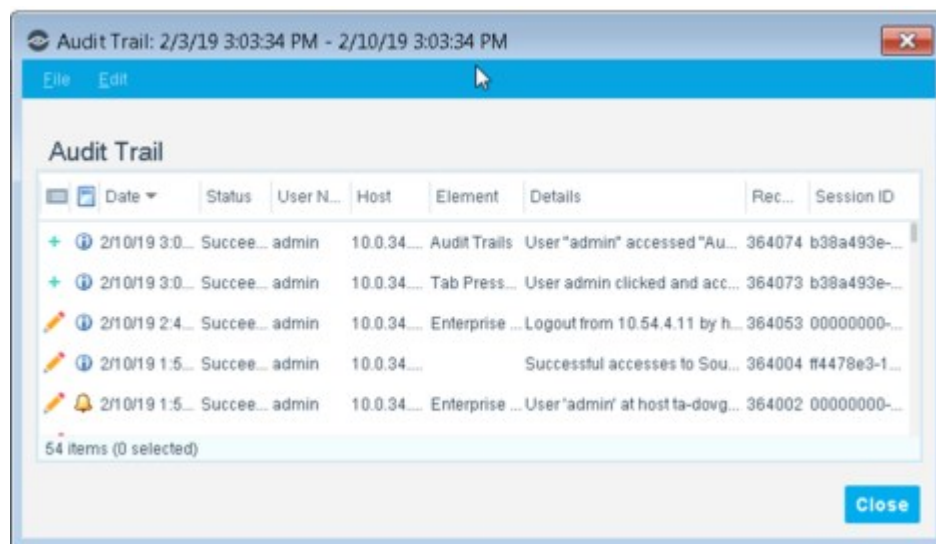 Audit Trail: 2/3/19 3:03:34 PM - 2/10/19 3:03:34 PM
File Edit
Audit Trail
Date Status User N... Host Element Details Rec... Session ID
2/10/19 3:0... Succee... admin 10.0.34.... Audit Trails User "admin" accessed "Au... 364074 b38a493e-...
2/10/19 3:0... Succee... admin 10.0.34.... Tab Press... User admin clicked and acc... 364073 b38a493e-...
2/10/19 2:4... Succee... admin 10.0.34.... Enterprise ... Logout from 10.54.4.11 by h... 364053 00000000-...
2/10/19 1:5... Succee... admin 10.0.34.... Successful accesses to Sou... 364004 ff4478e3-1...
2/10/19 1:5... Succee... admin 10.0.34.... Enterprise ... User 'admin' at host ta-dovg... 364002 00000000-...
54 items (0 selected)
Close